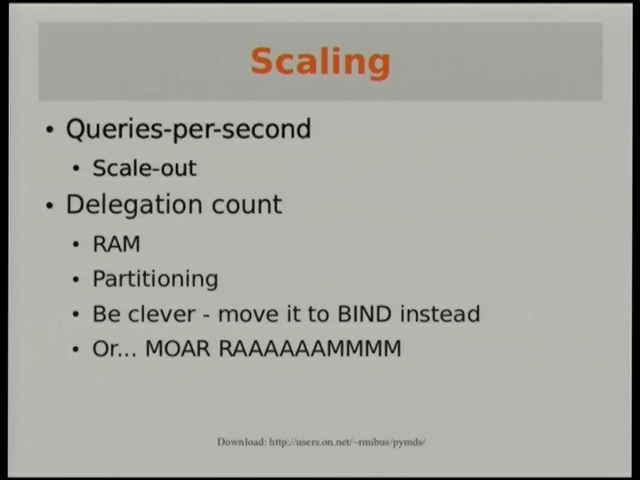 Scaling
• Queries-per-second
• Scale-out
• Delegation count
• RAM
• Partitioning
• Be clever - move it to BIND instead
• Or... MOAR RAAAAAAMMMM
Download: http://users.on.net/~rmibus/pymds/